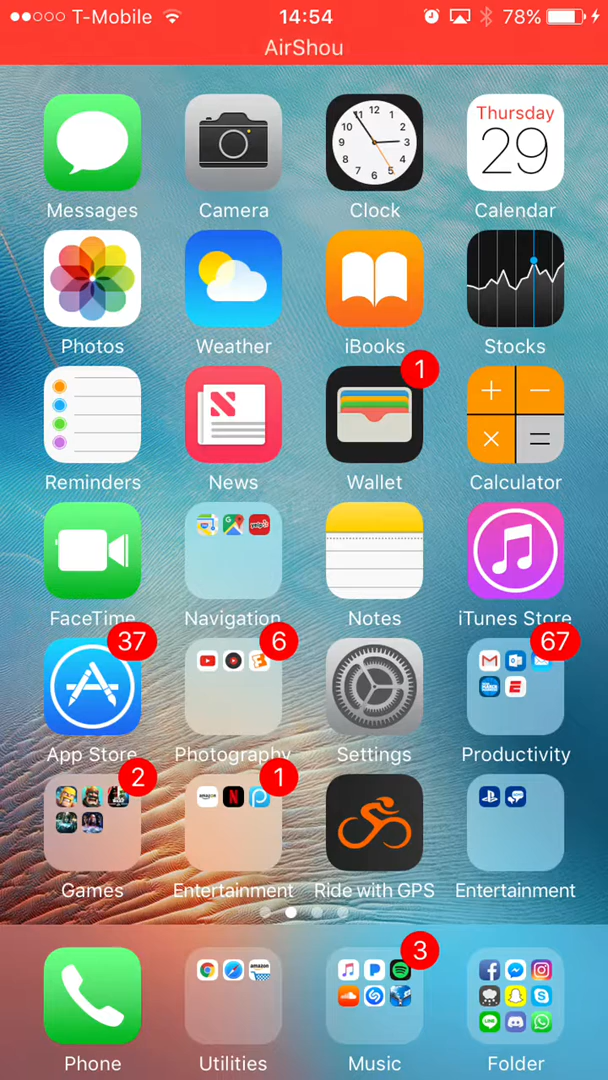 T-Mobile 14:54 78%
AirShou
Thursday
29
Messages Camera Clock Calendar
Photos Weather iBooks Stocks
1
Reminders News Wallet Calculator
FaceTime Navigation Notes iTunes Store
37 6 67
App Store Photography Settings Productivity
2 1
Games Entertainment Ride with GPS Entertainment
3
Phone Utilities Music Folder